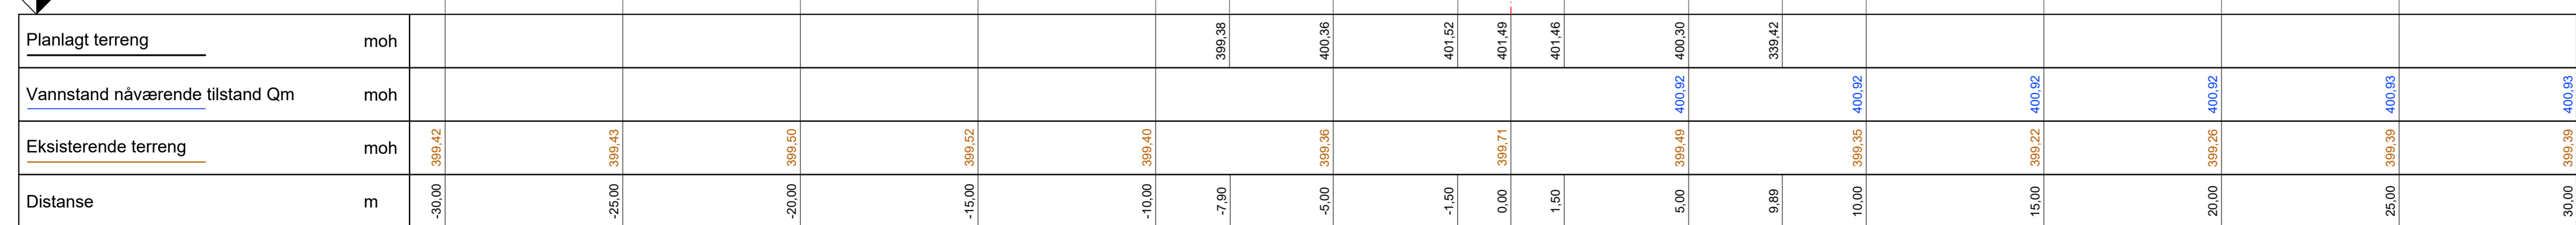 Planlagt terreng moh 399,38 400,36 401,52 401,49 401,46 400,30 339,42
Vannstand nåværende tilstand Qm moh 400,92 400,92 400,92 400,92 400,93 400,93
Eksisterende terreng moh 399,42 399,43 399,50 399,52 399,40 399,36 399,71 399,49 399,35 399,22 399,26 399,39 399,39
Distanse m -30,00 -25,00 -20,00 -15,00 -10,00 -7,90 -5,00 -1,50 0,00 1,50 5,00 9,89 10,00 15,00 20,00 25,00 30,00